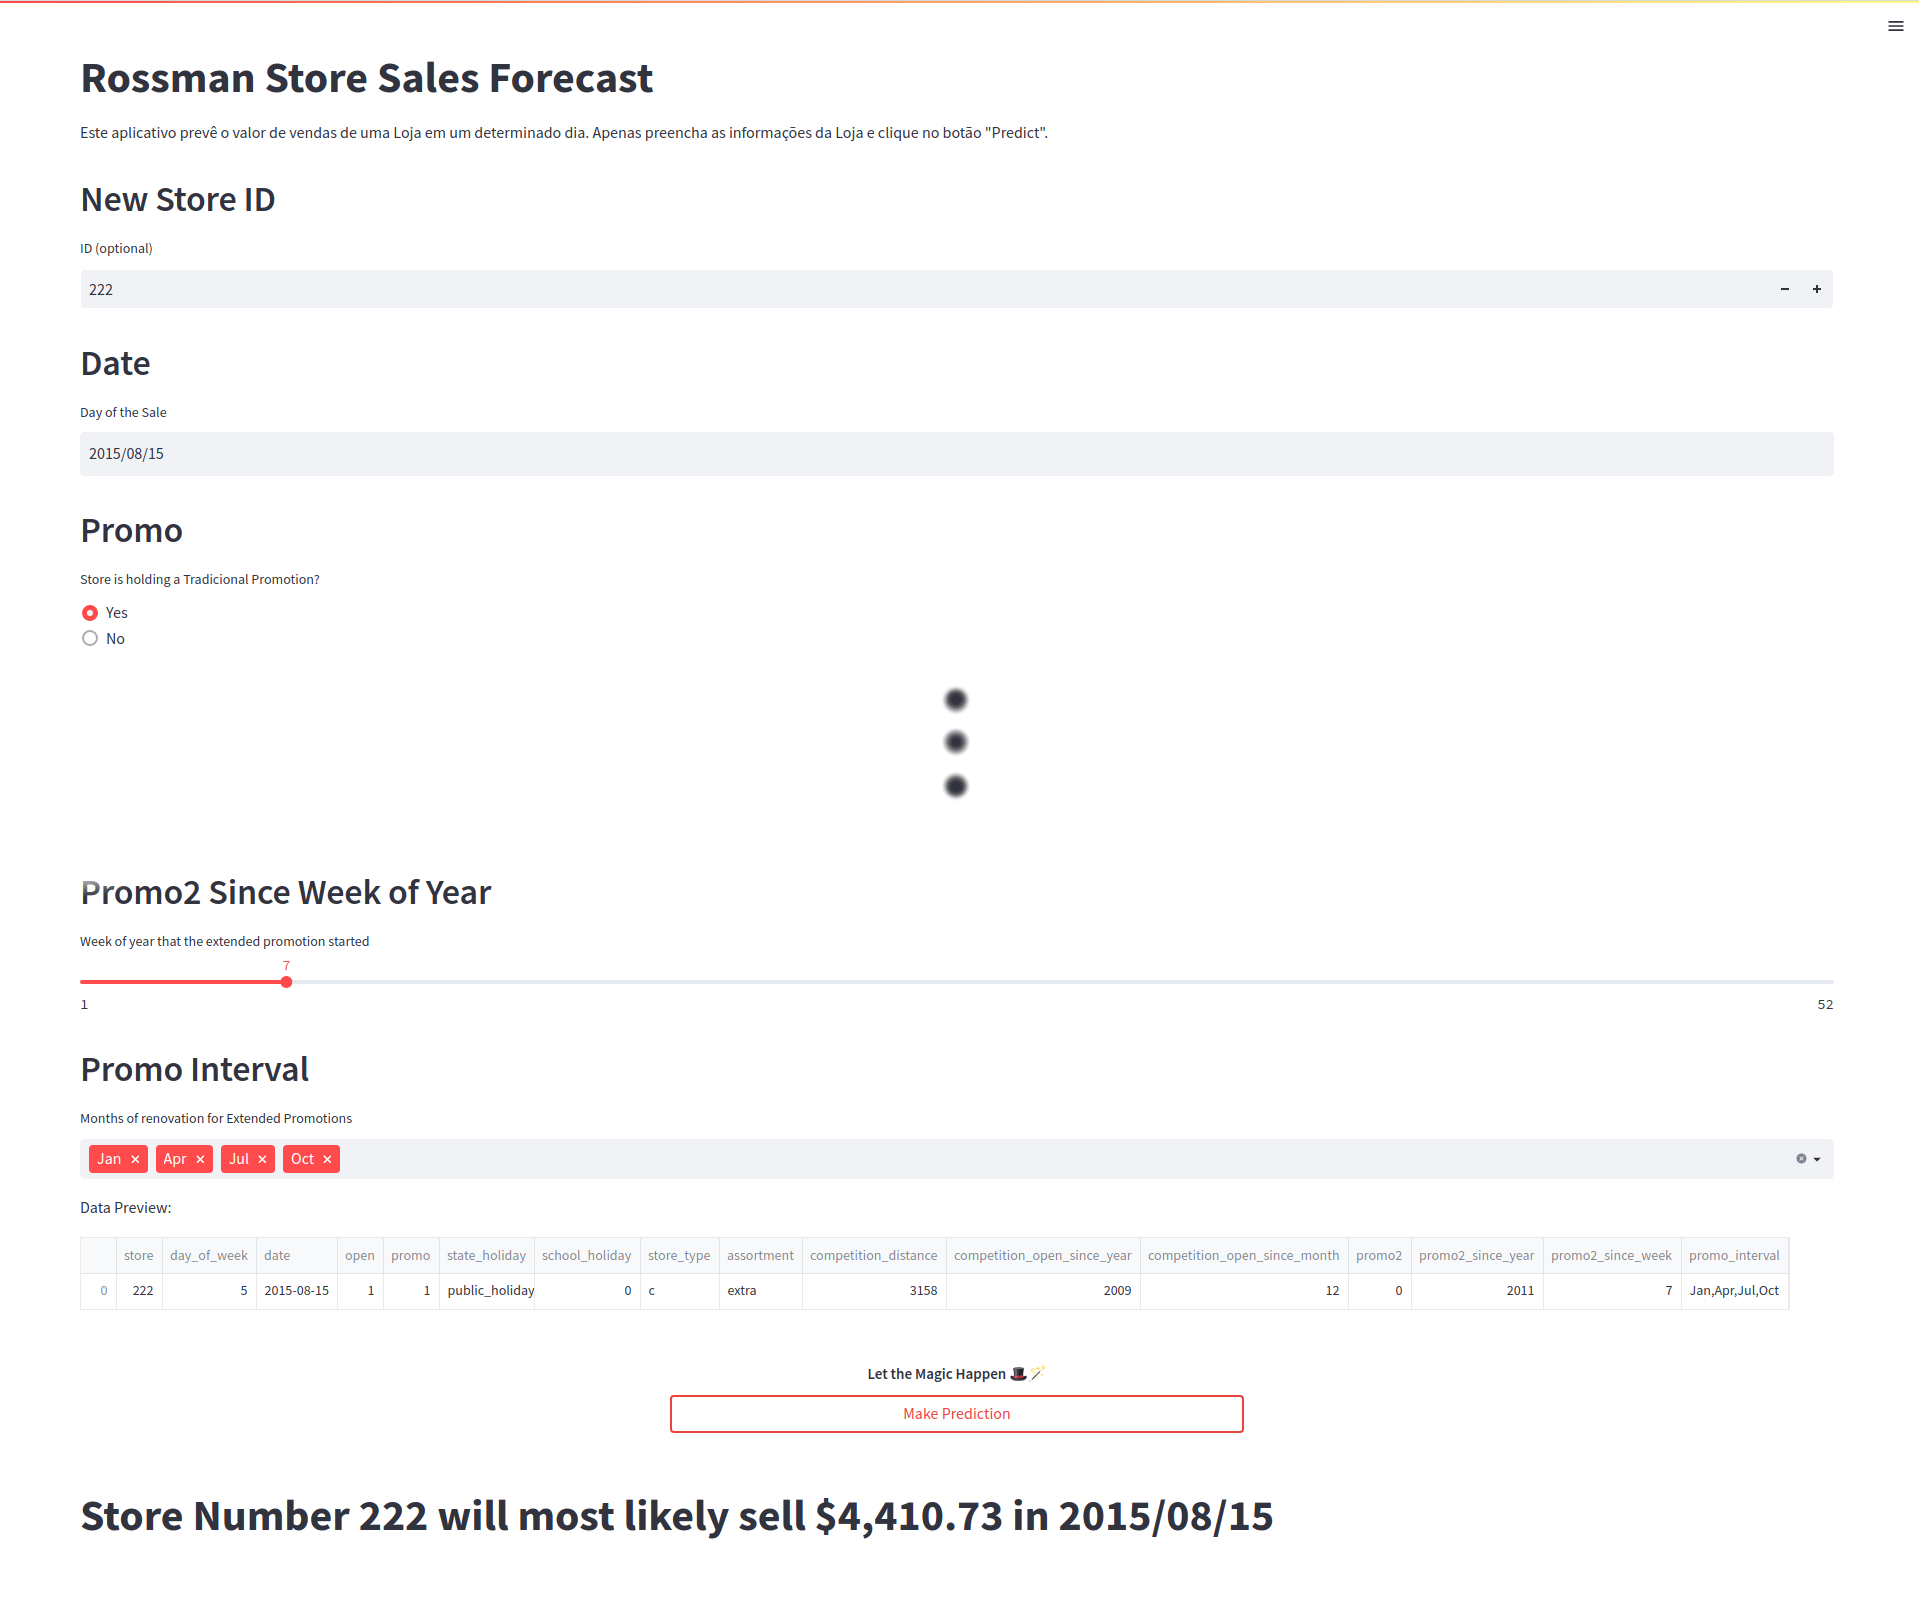 Rossman Store Sales Forecast
Este aplicativo prevê o valor de vendas de uma Loja em um determinado dia. Apenas preencha as informações da Loja e clique no botão "Predict".
New Store ID
ID (optional)
222
Date
Day of the Sale
2015/08/15
Promo
Store is holding a Tradicional Promotion?
Yes
No
Promo2 Since Week of Year
Week of year that the extended promotion started
7
1 52
Promo Interval
Months of renovation for Extended Promotions
Jan Apr Jul Oct
Data Preview:
store day_of_week date open promo state_holiday school_holiday store_type assortment competition_distance competition_open_since_year competition_open_since_month promo2 promo2_since_year promo2_since_week promo_interval
0 222 5 2015-08-15 1 1 public_holiday 0 c extra 3158 2009 12 0 2011 7 Jan,Apr,Jul,Oct
Let the Magic Happen 🎩🪄
Make Prediction
Store Number 222 will most likely sell $4,410.73 in 2015/08/15